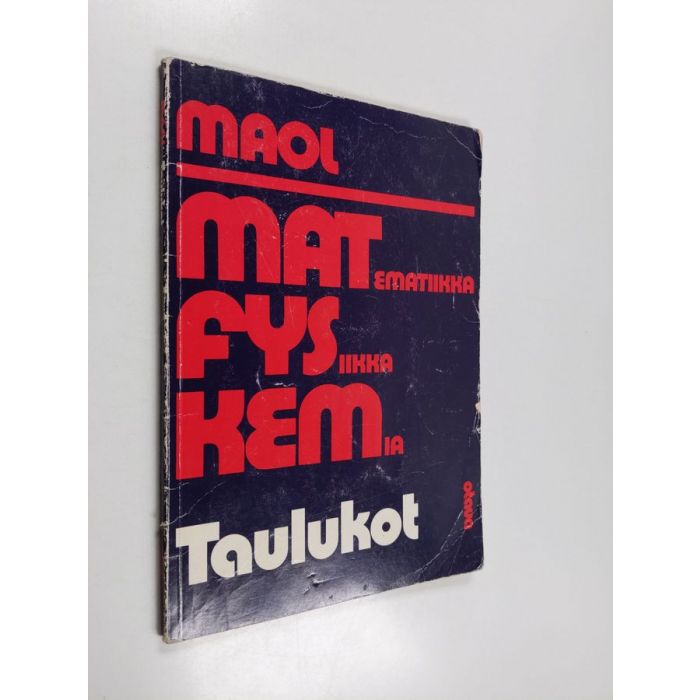 MAOL
MATEMATIIKKA
FYSIIKKA
KEMIA
Taulukot
otava